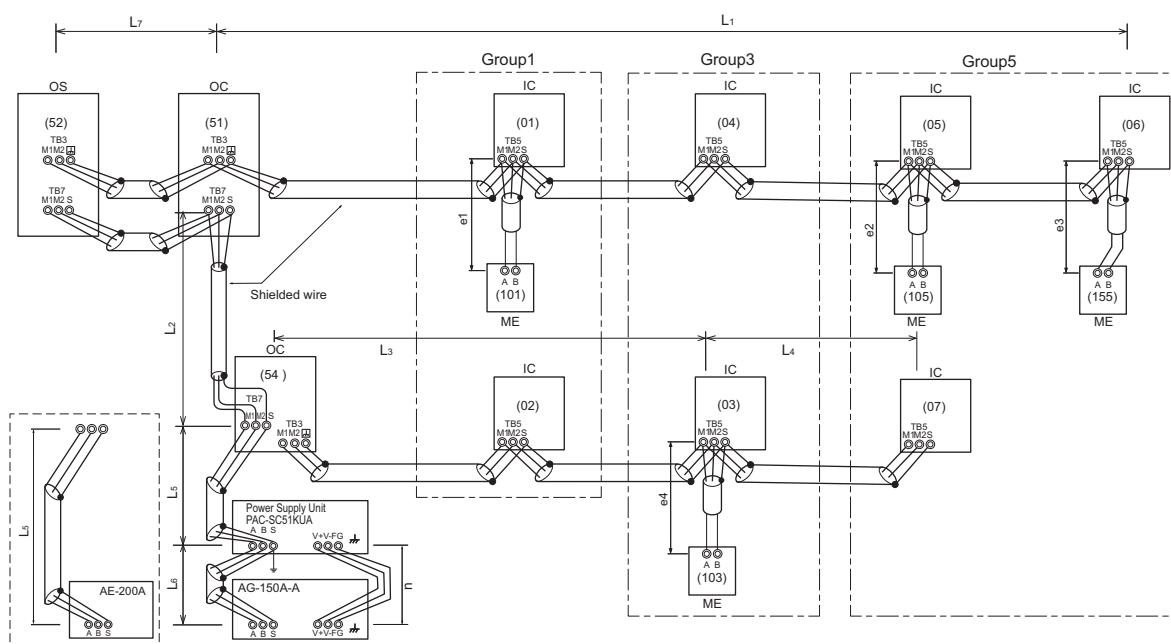 L7
L1
Group1
Group3
Group5
OS
OC
IC
IC
IC
IC
(52)
(51)
(01)
(04)
(05)
(06)
TB3
M1M2
TB3
M1M2
TB5
M1M2S
TB5
M1M2S
TB5
M1M2S
TB5
M1M2S
TB7
M1M2S
TB7
M1M2 S
e1
e2
e3
A B
(101)
ME
A B
(105)
ME
A B
(155)
ME
Shielded wire
L2
L3
L4
OC
(54 )
TB7
M1 M2 S
TB3
M1M2
IC
(02)
TB5
M1M2S
IC
(03)
TB5
M1M2S
IC
(07)
TB5
M1M2S
e4
A B
(103)
ME
L5
L5
Power Supply Unit
PAC-SC51KUA
A B S
V+V-FG
L6
n
AG-150A-A
A B S
V+V-FG
AE-200A
A B S